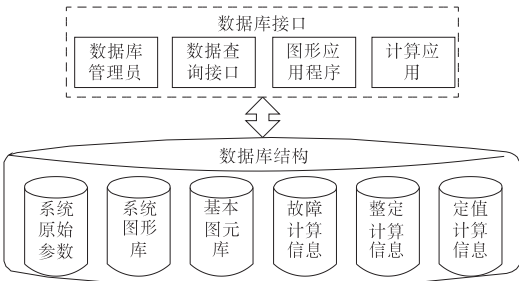 数据库接口
数据库 数据查 图形应 计算应
管理员 询接口 用程序 用
数据库结构
系统 系统 基本 故障 整定 定值
原始 图形 图元 计算 计算 计算
参数 库 库 信息 信息 信息